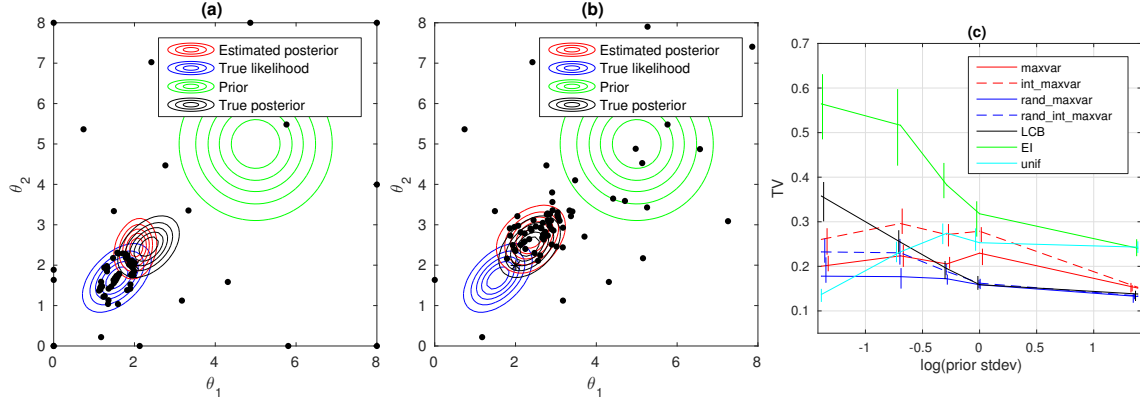 (a)
8
7
6
5
4
3
2
1
0
θ2
0
2
4
6
8
θ1
Estimated posterior
True likelihood
Prior
True posterior
(b)
8
7
6
5
4
3
2
1
0
θ2
0
2
4
6
8
θ1
Estimated posterior
True likelihood
Prior
True posterior
(c)
0.7
0.6
0.5
0.4
0.3
0.2
0.1
TV
-1
-0.5
0
0.5
1
log(prior stdev)
maxvar
int_maxvar
rand_maxvar
rand_int_maxvar
LCB
EI
unif